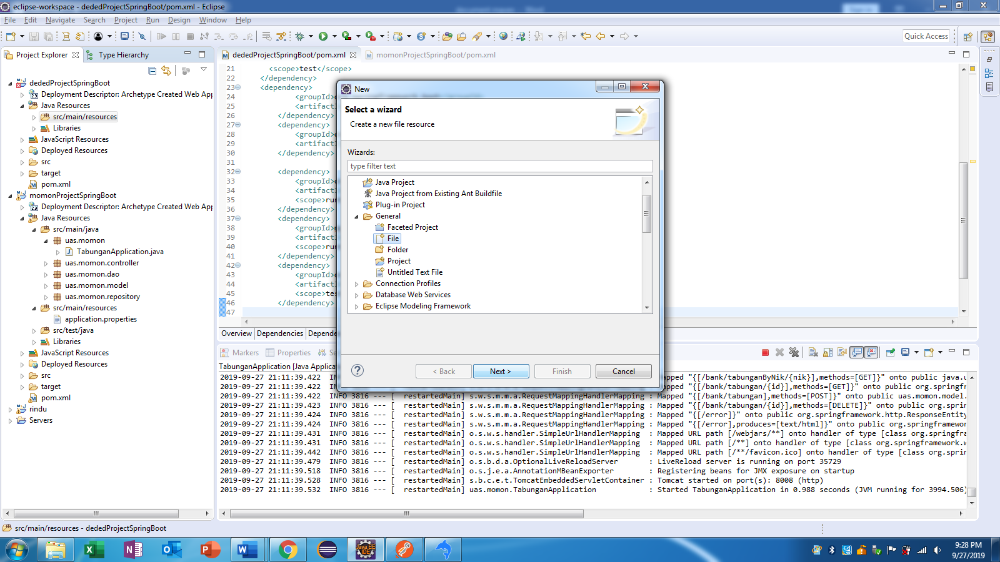 eclipse-workspace - dededProjectSpringBoot/pom.xml - Eclipse
File Edit Navigate Search Project Run Design Window Help
Quick Access
Project Explorer
Type Hierarchy
dededProjectSpringBoot
Deployment Descriptor: Archetype Created Web App
Java Resources
src/main/resources
Libraries
JavaScript Resources
Deployed Resources
src
target
pom.xml
momonProjectSpringBoot
Deployment Descriptor: Archetype Created Web App
Java Resources
src/main/java
uas.momon
TabunganApplication.java
uas.momon.controller
uas.momon.dao
uas.momon.model
uas.momon.repository
src/main/resources
application.properties
src/test/java
Libraries
JavaScript Resources
Deployed Resources
src
target
pom.xml
rindu
Servers
dededProjectSpringBoot/pom.xml
momonProjectSpringBoot/pom.xml
21 <scope>test</scope>
22 </dependency>
23 <dependency>
24 <groupId>
25 <artifactI
26 </dependency>
27 <dependency>
28 <groupId>
29 <artifactI
30 </dependency>
31
32 <dependency>
33 <groupId>
34 <artifactI
35 <scope>ru
36 </dependency>
37 <dependency>
38 <groupId>
39 <artifactI
40 <scope>ru
41 </dependency>
42 <dependency>
43 <groupId>
44 <artifactI
45 <scope>te
46 </dependency>
47
Overview Dependencies Depende
New
Select a wizard
Create a new file resource
Wizards:
type filter text
Java Project
Java Project from Existing Ant Buildfile
Plug-in Project
General
Faceted Project
File
Folder
Project
Untitled Text File
Connection Profiles
Database Web Services
Eclipse Modeling Framework
< Back
Next >
Finish
Cancel
Markers Properties Se
TabunganApplication [Java Applica
2019-09-27 21:11:39.422 INFO apped "{[/bank/tabunganByNik/{nik}],methods=[GET]}" onto public java.u
2019-09-27 21:11:39.422 INFO apped "{[/bank/tabungan/{id}],methods=[GET]}" onto public org.springfr
2019-09-27 21:11:39.422 INFO 3816 --- [ restartedMain] s.w.s.m.m.a.RequestMappingHandlerMapping : Mapped "{[/bank/tabungan],methods=[POST]}" onto public uas.momon.model.
2019-09-27 21:11:39.423 INFO 3816 --- [ restartedMain] s.w.s.m.m.a.RequestMappingHandlerMapping : Mapped "{[/bank/tabungan/{id}],methods=[DELETE]}" onto public org.spri
2019-09-27 21:11:39.424 INFO 3816 --- [ restartedMain] s.w.s.m.m.a.RequestMappingHandlerMapping : Mapped "{[/error]}" onto public org.springframework.http.ResponseEntity
2019-09-27 21:11:39.424 INFO 3816 --- [ restartedMain] s.w.s.m.m.a.RequestMappingHandlerMapping : Mapped "{[/error],produces=[text/html]}" onto public org.springframework
2019-09-27 21:11:39.431 INFO 3816 --- [ restartedMain] o.s.w.s.handler.SimpleUrlHandlerMapping : Mapped URL path [/webjars/**] onto handler of type [class org.springfra
2019-09-27 21:11:39.431 INFO 3816 --- [ restartedMain] o.s.w.s.handler.SimpleUrlHandlerMapping : Mapped URL path [/**] onto handler of type [class org.springframework.w
2019-09-27 21:11:39.442 INFO 3816 --- [ restartedMain] o.s.w.s.handler.SimpleUrlHandlerMapping : Mapped URL path [/**/favicon.ico] onto handler of type [class org.sprin
2019-09-27 21:11:39.479 INFO 3816 --- [ restartedMain] o.s.b.d.a.OptionalLiveReloadServer : LiveReload server is running on port 35729
2019-09-27 21:11:39.518 INFO 3816 --- [ restartedMain] o.s.j.e.a.AnnotationMBeanExporter : Registering beans for JMX exposure on startup
2019-09-27 21:11:39.528 INFO 3816 --- [ restartedMain] s.b.c.e.t.TomcatEmbeddedServletContainer : Tomcat started on port(s): 8008 (http)
2019-09-27 21:11:39.532 INFO 3816 --- [ restartedMain] uas.momon.TabunganApplication : Started TabunganApplication in 0.988 seconds (JVM running for 3994.506)
src/main/resources - dededProjectSpringBoot
Java EE
IDE
9:28 PM
9/27/2019